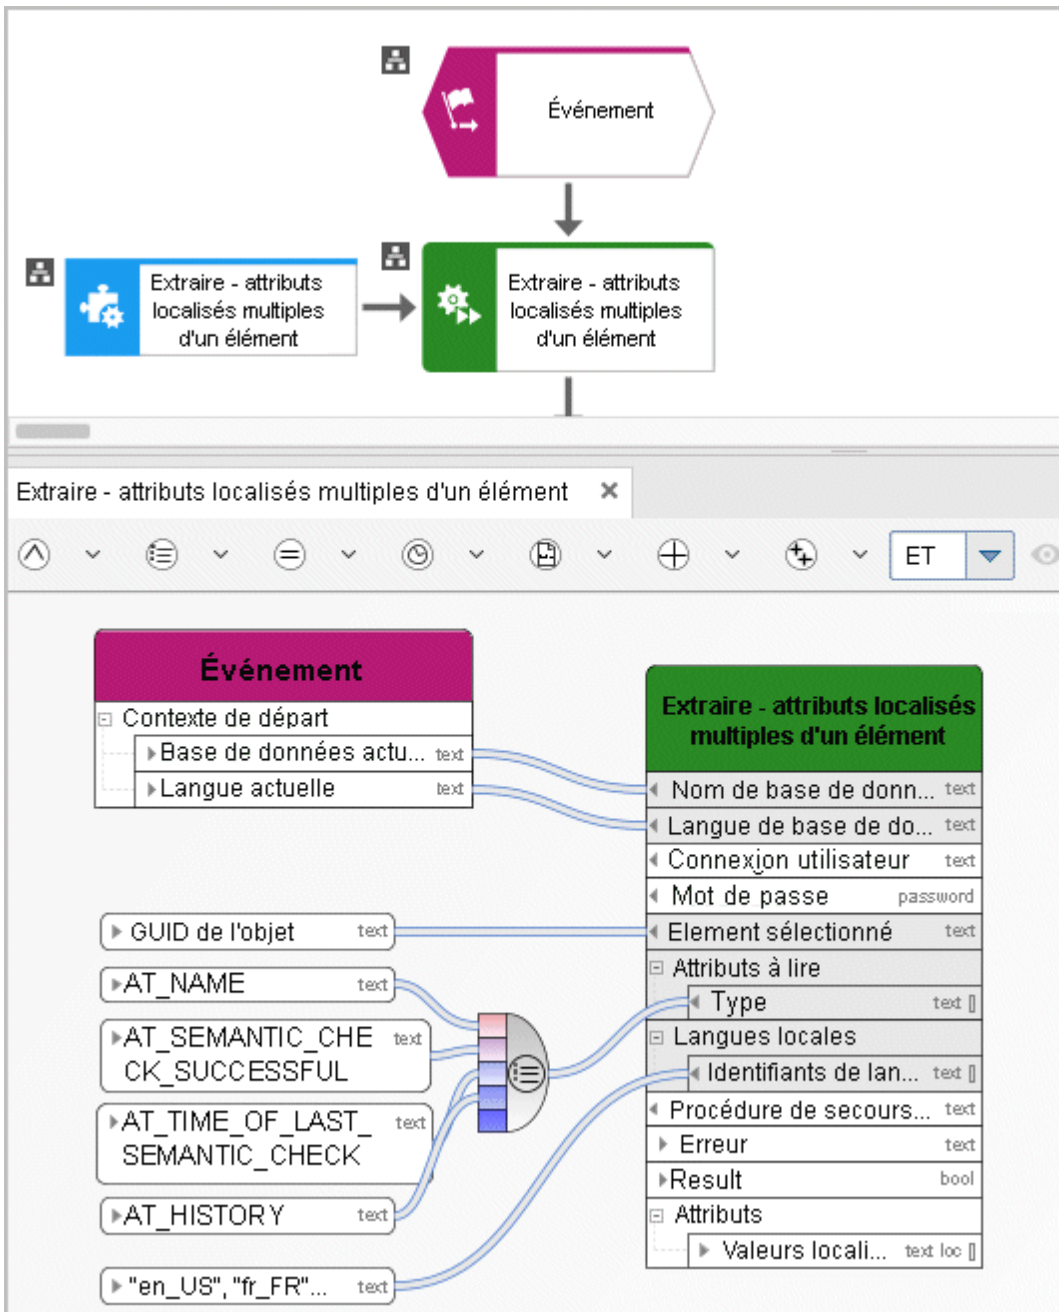 Événement
Extraire - attributs
localisés multiples
d'un élément
Extraire - attributs
localisés multiples
d'un élément
Extraire - attributs localisés multiples d'un élément
ET
Événement
Contexte de départ
Base de données actu... text
Langue actuelle text
Extraire - attributs localisés
multiples d'un élément
Nom de base de donn... text
Langue de base de do... text
Connexion utilisateur text
Mot de passe password
Element sélectionné text
Attributs à lire
Type text []
Langues locales
Identifiants de lan... text []
Procédure de secours... text
Erreur text
Result bool
Attributs
Valeurs locali... text loc []
GUID de l'objet text
AT_NAME text
AT_SEMANTIC_CHE text
CK_SUCCESSFUL
AT_TIME_OF_LAST_ text
SEMANTIC_CHECK
AT_HISTORY text
"en_US", "fr_FR"... text